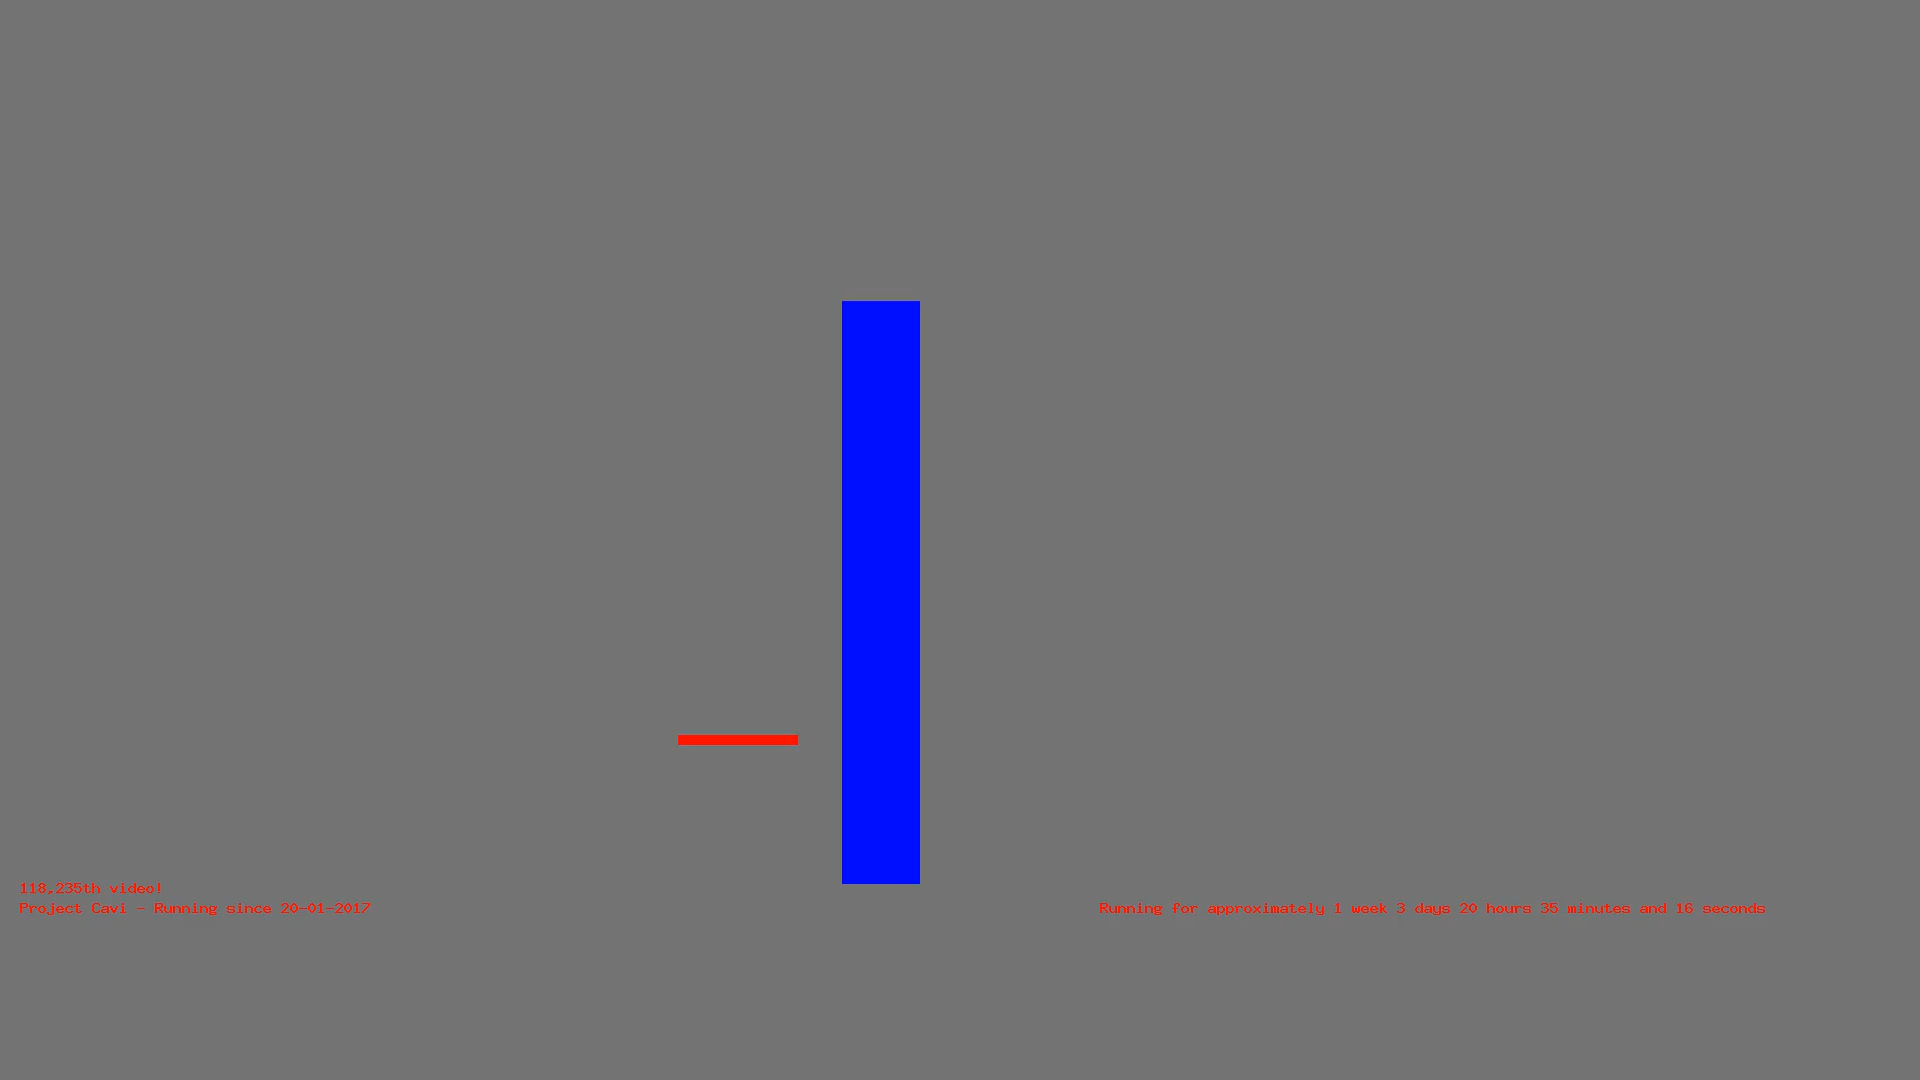 118,235th video!
Project Cavi - Running since 20-01-2017
Running for approximately 1 week 3 days 20 hours 35 minutes and 16 seconds